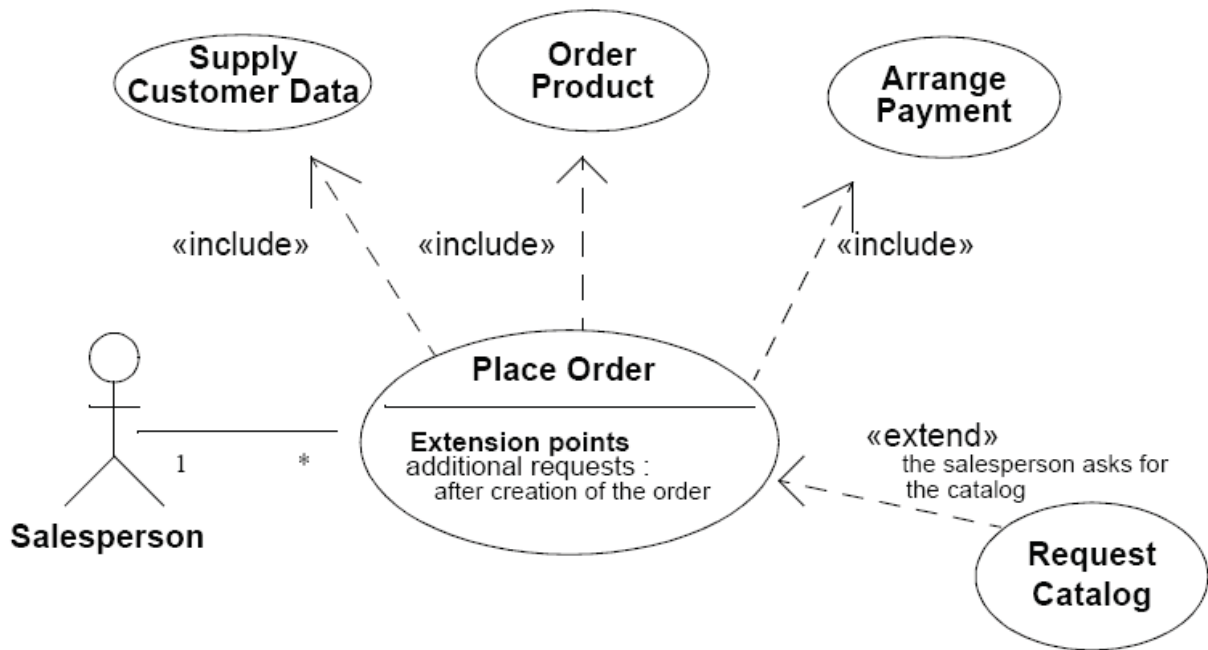 Supply
Customer Data
Order
Product
Arrange
Payment
«include»
«include»
«include»
Place Order
Extension points
additional requests :
after creation of the order
1
*
Salesperson
«extend»
the salesperson asks for
the catalog
Request
Catalog